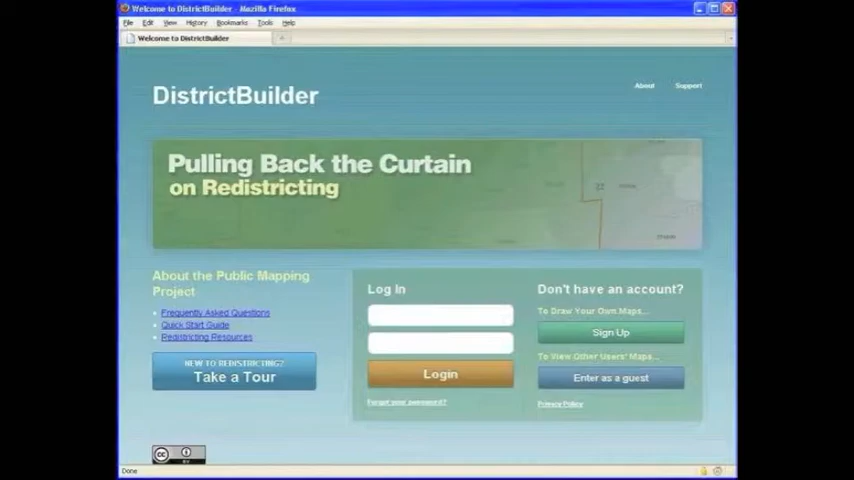 Welcome to DistrictBuilder - Mozilla Firefox
File Edit View History Bookmarks Tools Help
Welcome to DistrictBuilder
DistrictBuilder
About Support
Pulling Back the Curtain
on Redistricting
About the Public Mapping
Project
Frequently Asked Questions
Quick Start Guide
Redistricting Resources
NEW TO REDISTRICTING?
Take a Tour
Log In
Login
Forgot your password?
Don't have an account?
To Draw Your Own Maps...
Sign Up
To View Other Users' Maps...
Enter as a guest
Privacy Policy
cc
BY
Done